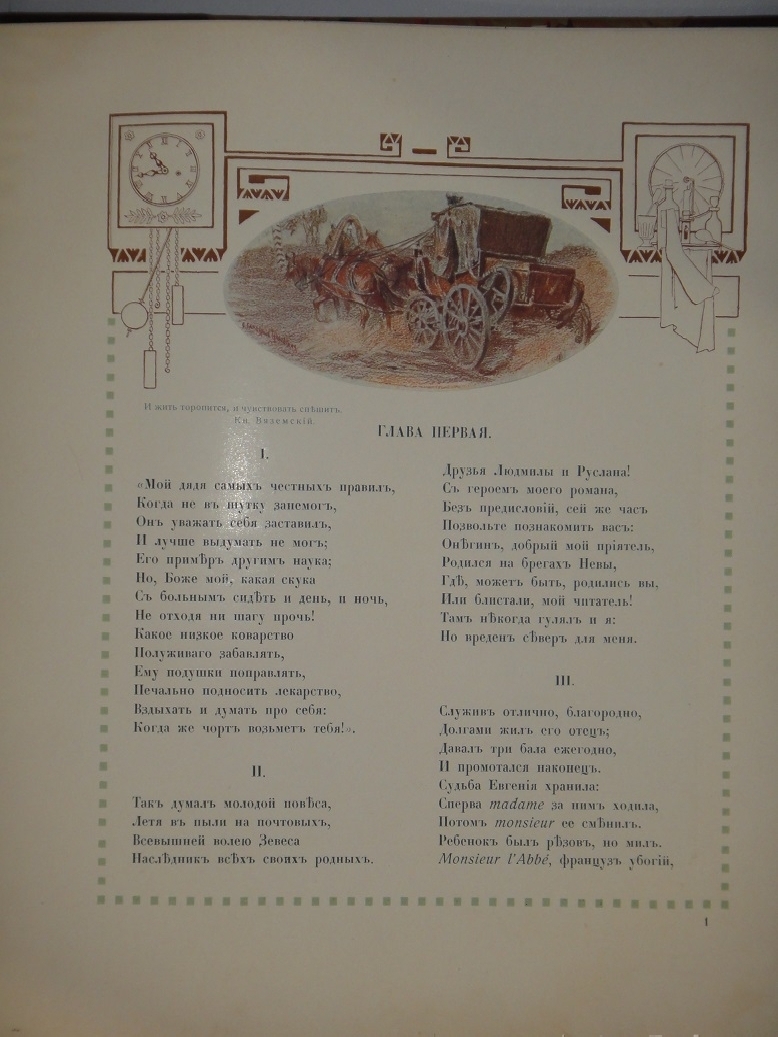 И жить торопится, и чувствовать спѣшитъ.
Кн. Вяземскій.
ГЛАВА ПЕРВАЯ.
I.
«Мой дядя самыхъ честныхъ правилъ,
Когда не въ шутку занемогъ,
Онъ уважать себя заставилъ,
И лучше выдумать не могъ;
Его примѣръ другимъ наука;
Но, Боже мой, какая скука
Съ больнымъ сидѣть и день, и ночь,
Не отходя ни шагу прочь!
Какое низкое коварство
Полуживаго забавлять,
Ему подушки поправлять,
Печально подносить лекарство,
Вздыхать и думать про себя:
Когда же чортъ возьметъ тебя!».
II.
Такъ думалъ молодой повѣса,
Летя въ пыли на почтовыхъ,
Всевышней волею Зевеса
Наслѣдникъ всѣхъ своихъ родныхъ.
Друзья Людмилы и Руслана!
Съ героемъ моего романа,
Безъ предисловій, сей же часъ
Позвольте познакомить васъ:
Онѣгинъ, добрый мой пріятель,
Родился на брегахъ Невы,
Гдѣ, можетъ быть, родились вы,
Или блистали, мой читатель!
Тамъ нѣкогда гулялъ и я:
Но вреденъ сѣверъ для меня.
III.
Служивъ отлично, благородно,
Долгами жилъ его отецъ;
Давалъ три бала ежегодно,
И промотался наконецъ.
Судьба Евгенія хранила:
Сперва madame за нимъ ходила,
Потомъ monsieur ее смѣнилъ.
Ребенокъ былъ рѣзовъ, но милъ.
Monsieur l'Abbé, французъ убогій,
1